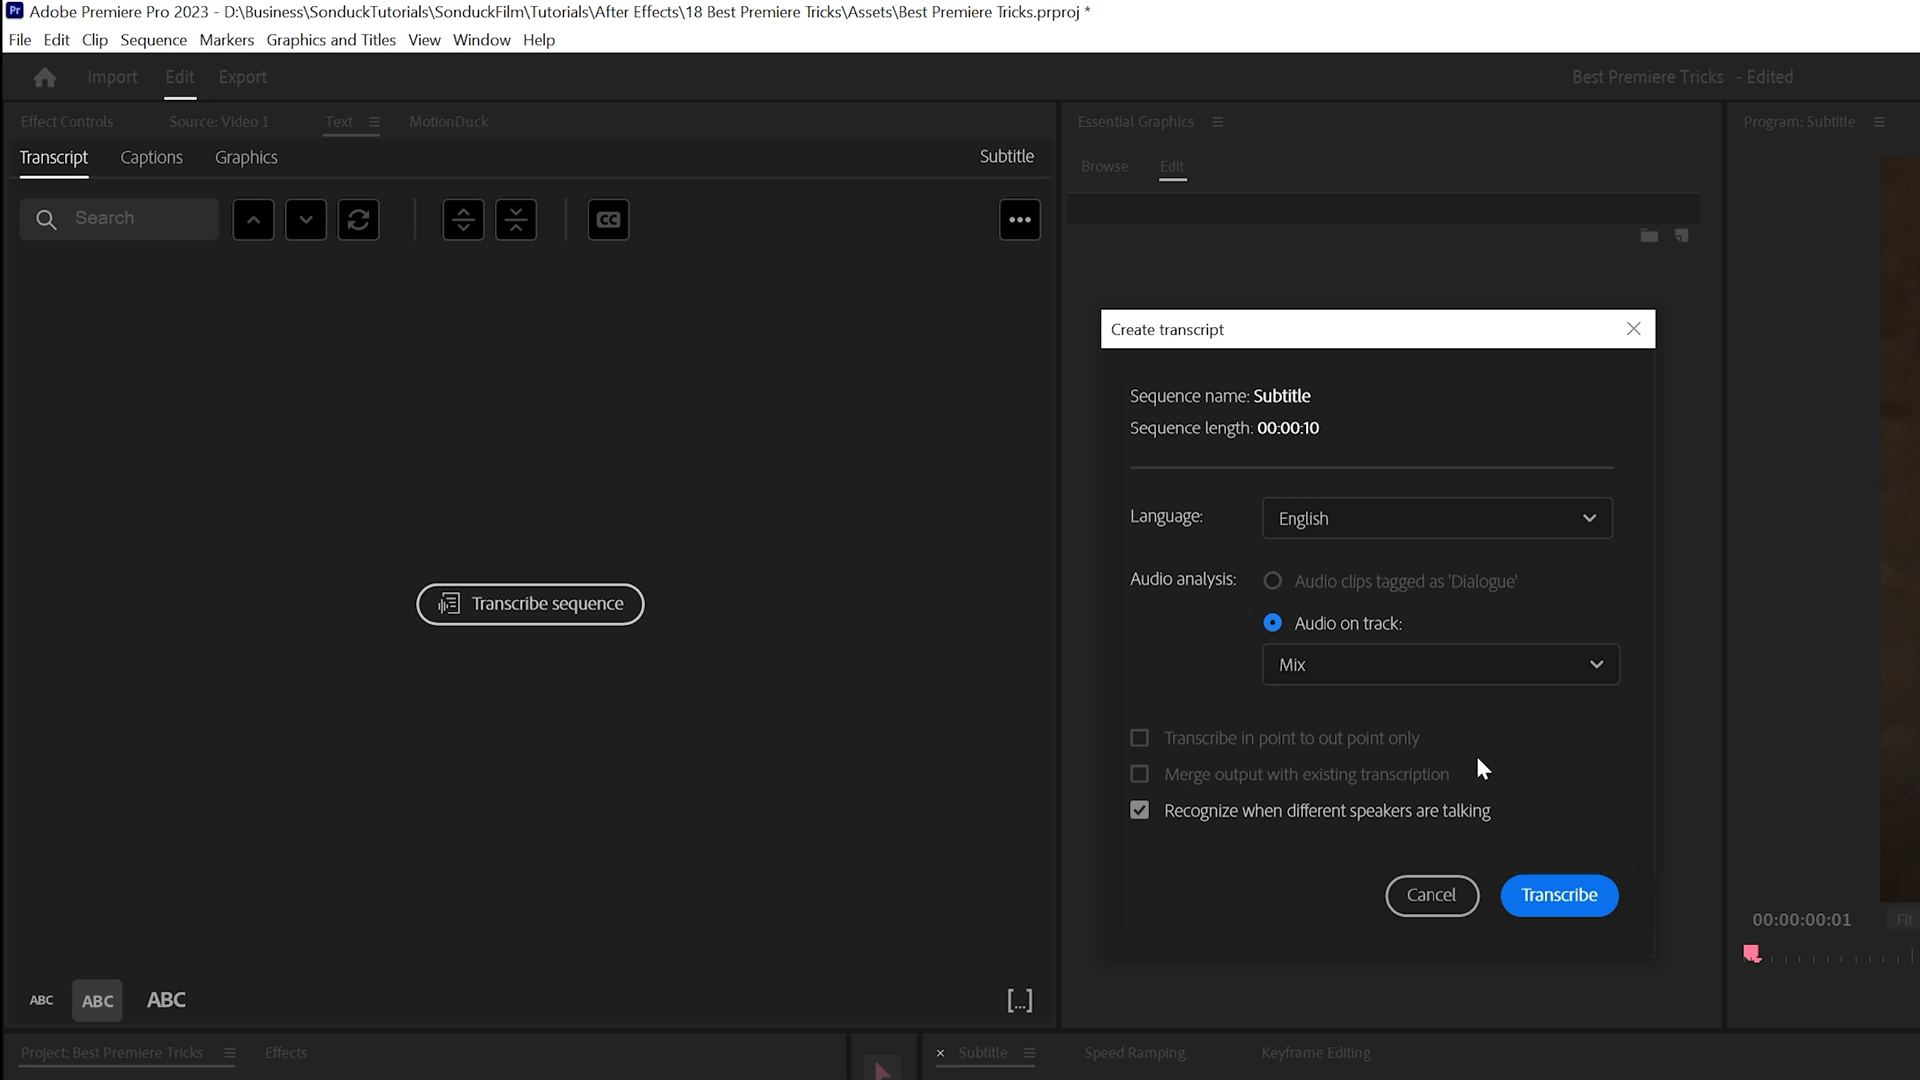 Pr Adobe Premiere Pro 2023 - D:\Business\SonduckTutorials\SonduckFilm\Tutorials\After Effects\18 Best Premiere Tricks\Assets\Best Premiere Tricks.prproj *
File Edit Clip Sequence Markers Graphics and Titles View Window Help
Import Edit Export Best Premiere Tricks - Edited
Effect Controls Source: Video 1 Text MotionDuck Essential Graphics Program: Subtitle
Transcript Captions Graphics Subtitle
Browse Edit
Search CC
Create transcript
Sequence name: Subtitle
Sequence length: 00:00:10
Language: English
Audio analysis: Audio clips tagged as 'Dialogue'
Audio on track:
Transcribe sequence
Mix
Transcribe in point to out point only
Merge output with existing transcription
Recognize when different speakers are talking
Cancel Transcribe
00:00:00:01 Fit
ABC ABC ABC [...]
Project: Best Premiere Tricks Effects × Subtitle Speed Ramping Keyframe Editing